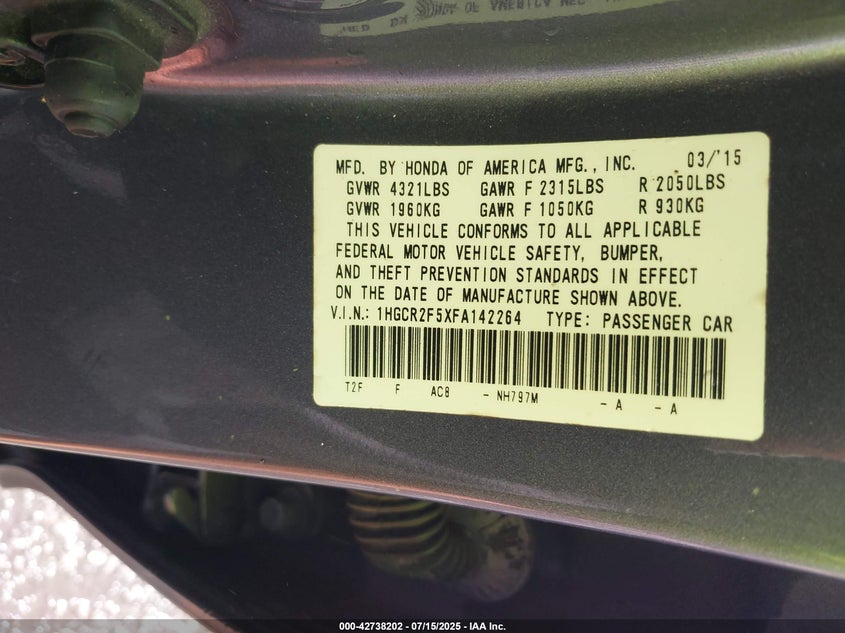 MFD. BY HONDA OF AMERICA MFG., INC. 03/'15
GVWR 4321LBS GAWR F 2315LBS R 2050LBS
GVWR 1960KG GAWR F 1050KG R 930KG
THIS VEHICLE CONFORMS TO ALL APPLICABLE
FEDERAL MOTOR VEHICLE SAFETY, BUMPER,
AND THEFT PREVENTION STANDARDS IN EFFECT
ON THE DATE OF MANUFACTURE SHOWN ABOVE.
V.I.N.: 1HGCR2F5XFA142264 TYPE: PASSENGER CAR
T2F F AC8 - NH797M - A - A
000-42738202 - 07/15/2025 - IAA Inc.